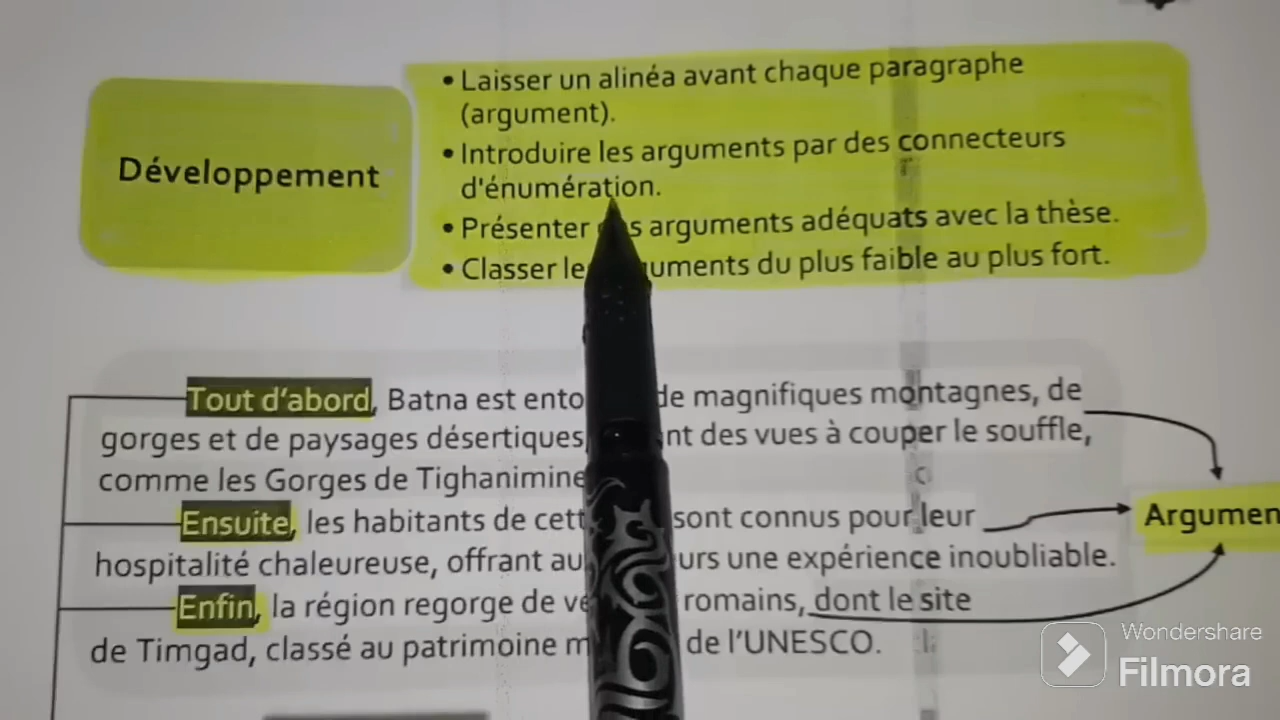 • Laisser un alinéa avant chaque paragraphe
(argument).
• Introduire les arguments par des connecteurs
Développement
d'énumération.
• Présenter arguments adéquats avec la thèse.
• Classer du plus faible au plus fort.
Tout d'abord, Batna est de magnifiques montagnes, de
gorges et de paysages désertiques, des vues à couper le souffle,
comme les Gorges de Tighanimine
Ensuite, les habitants de sont connus pour leur
Argumen
hospitalité chaleureuse, offrant une expérience inoubliable.
Enfin, la région regorge de romains, dont le site
de Timgad, classé au patrimoine de l'UNESCO.
Wondershare
Filmora